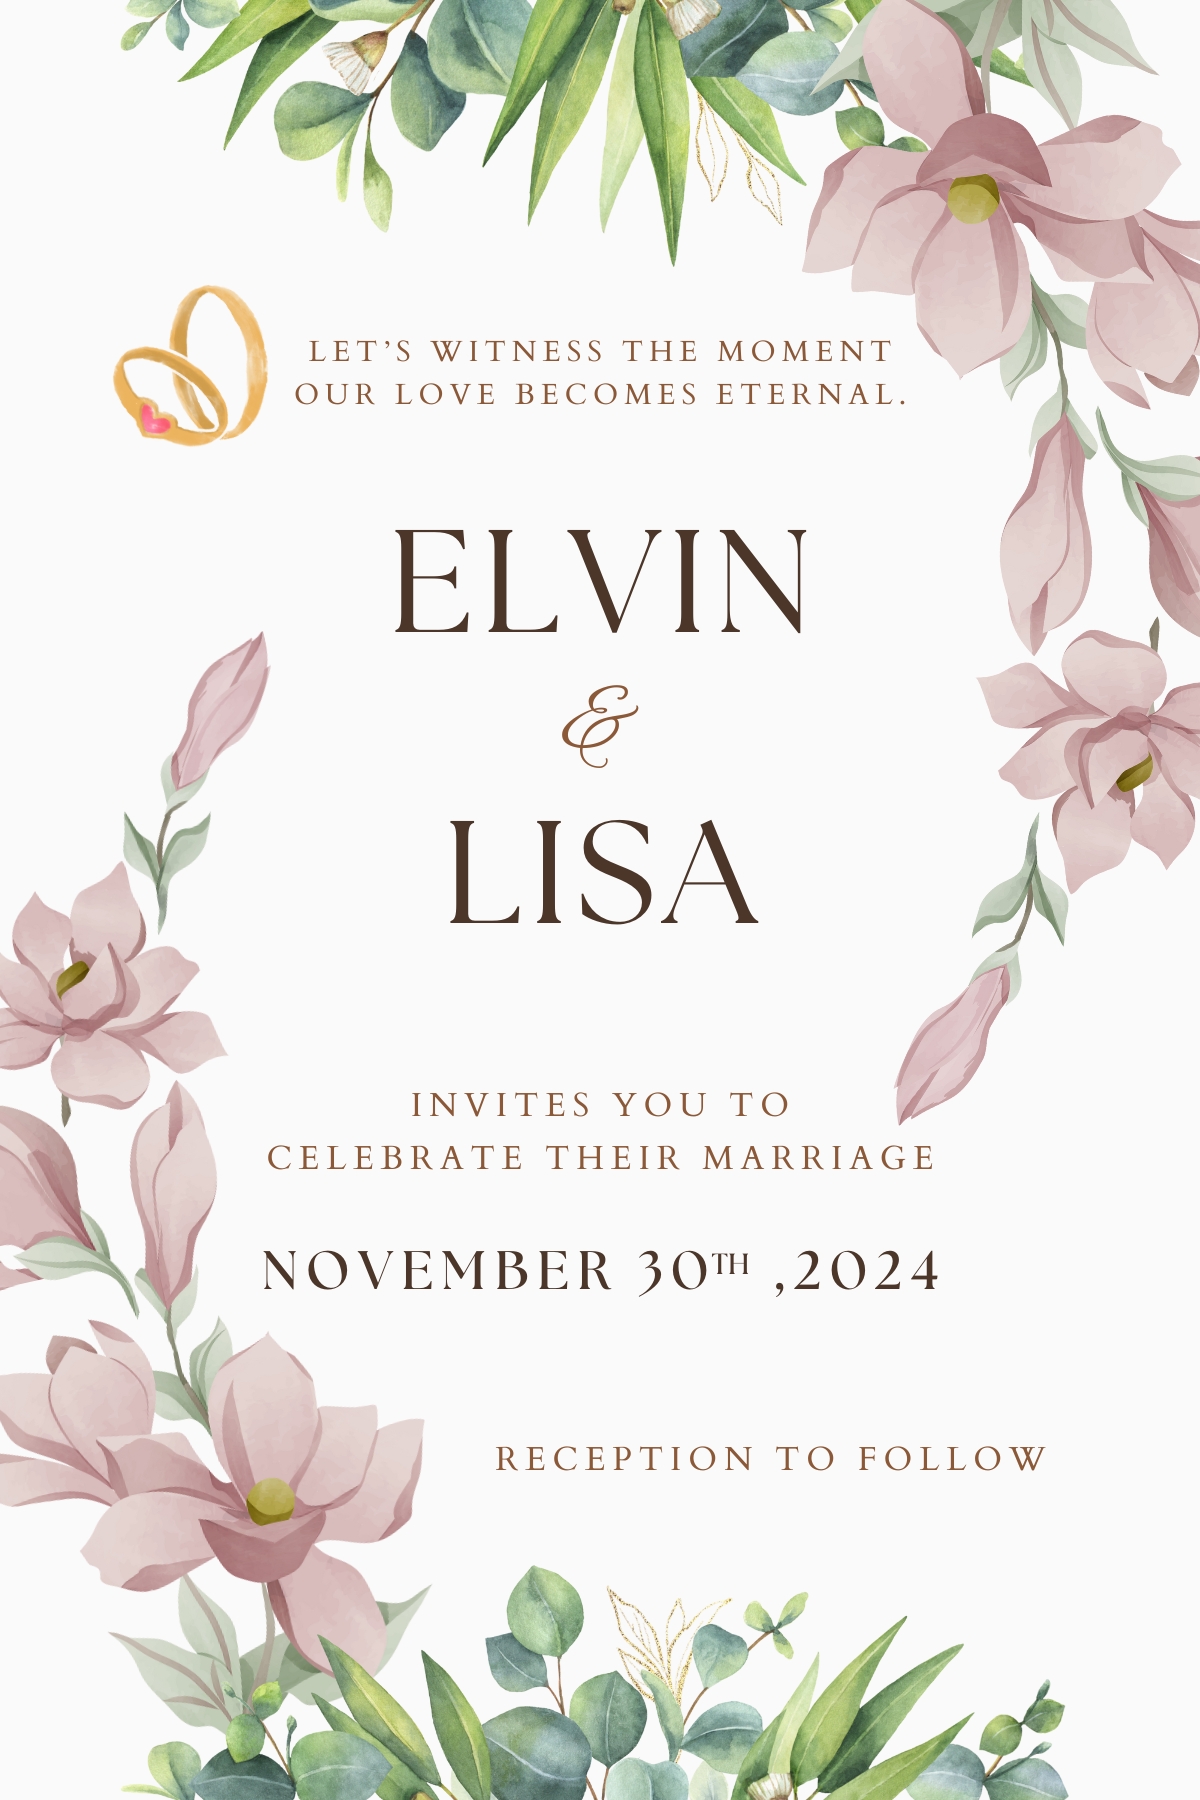 LET’S WITNESS THE MOMENT
OUR LOVE BECOMES ETERNAL.
ELVIN
&
LISA
INVITES YOU TO
CELEBRATE THEIR MARRIAGE
NOVEMBER 30TH ,2024
RECEPTION TO FOLLOW